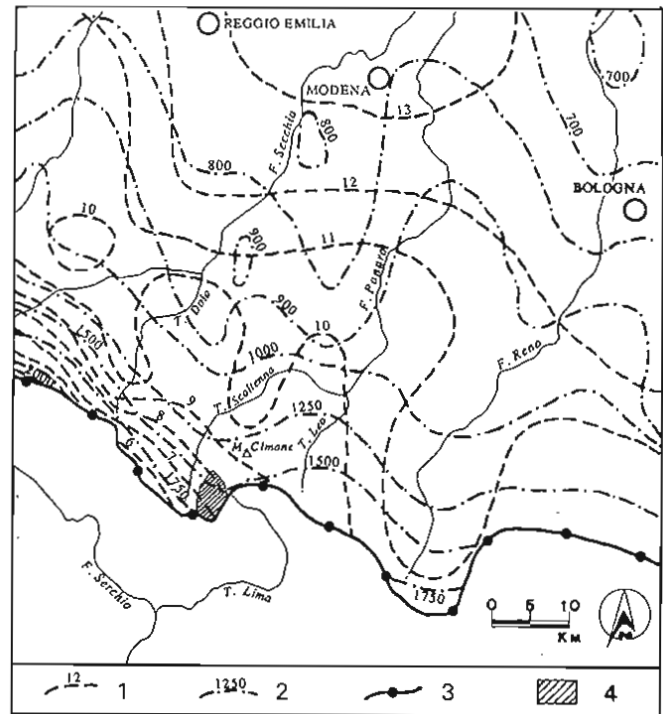 REGGIO EMILIA
MODENA
700
13
800
F. Secchia
700
800
12
BOLOGNA
10
11
900
F. Panaro
T. Dolo
900
10
1500
1000
F. Reno
9
T. Scoltenna
8
1250
M. Cimone
T. Leo
6
7
1500
1750
F. Serchio
T. Lima
1750
0 5 10
KM
N
12 1
1250 2
3
4